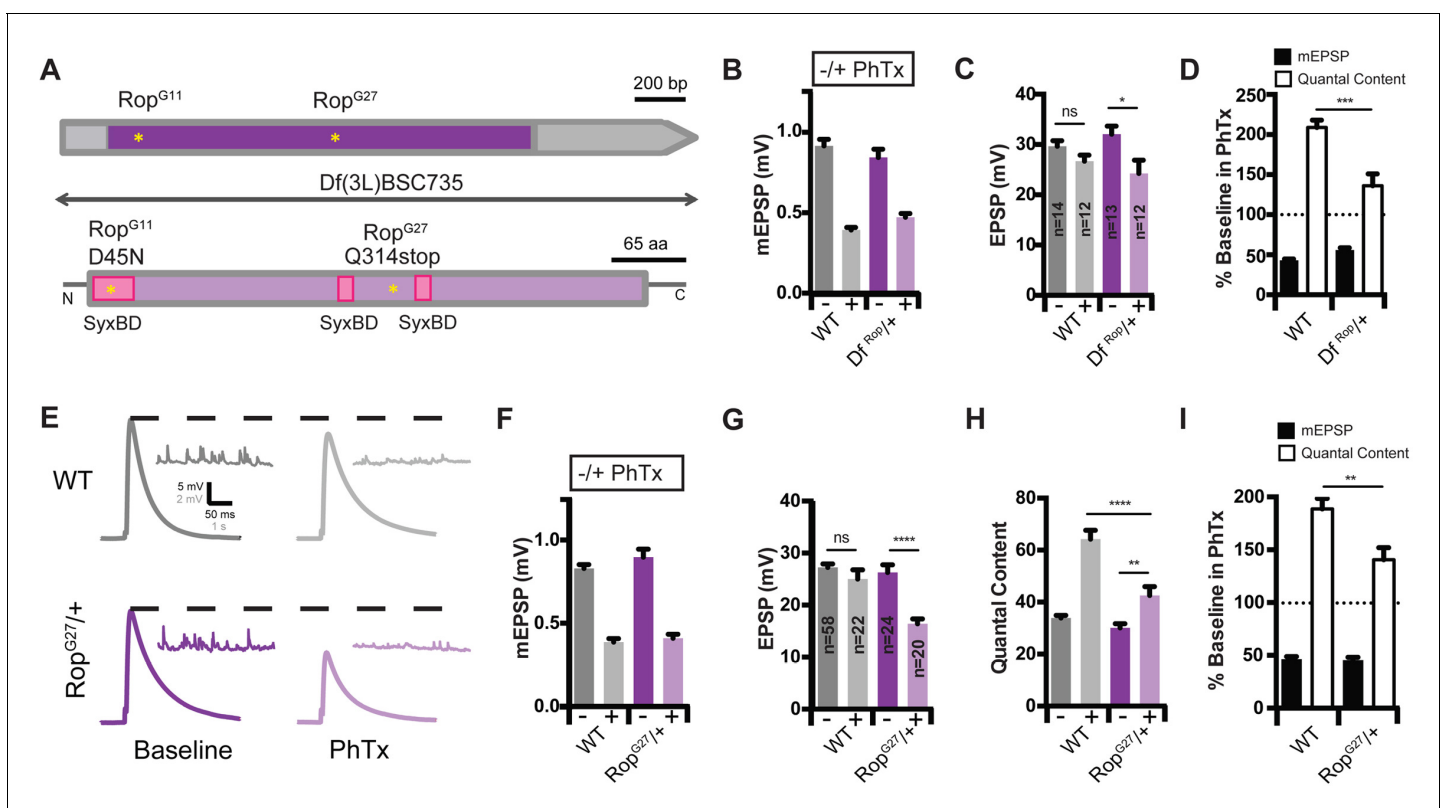 A
Rop^G11
Rop^G27
200 bp
*
*
Df(3L)BSC735
Rop^G11
D45N
Rop^G27
Q314stop
65 aa
*
*
N
C
SyxBD
SyxBD
SyxBD
B
-/+ PhTx
mEPSP (mV)
1.0
0.5
0.0
- + - +
WT
Df^Rop/+
C
EPSP (mV)
40
30
20
10
0
ns
*
n=14
n=12
n=13
n=12
- + - +
WT
Df^Rop/+
D
mEPSP
Quantal Content
% Baseline in PhTx
250
200
150
100
50
0
***
WT
Df^Rop/+
E
WT
5 mV
2 mV
50 ms
1 s
Rop^G27/+
Baseline
PhTx
F
-/+ PhTx
mEPSP (mV)
1.0
0.5
0.0
- + - +
WT
Rop^G27/+
G
EPSP (mV)
40
30
20
10
0
ns
****
n=58
n=22
n=24
n=20
- + - +
WT
Rop^G27/+
H
Quantal Content
80
60
40
20
0
****
**
- + - +
WT
Rop^G27/+
I
mEPSP
Quantal Content
% Baseline in PhTx
200
150
100
50
0
**
WT
Rop^G27/+